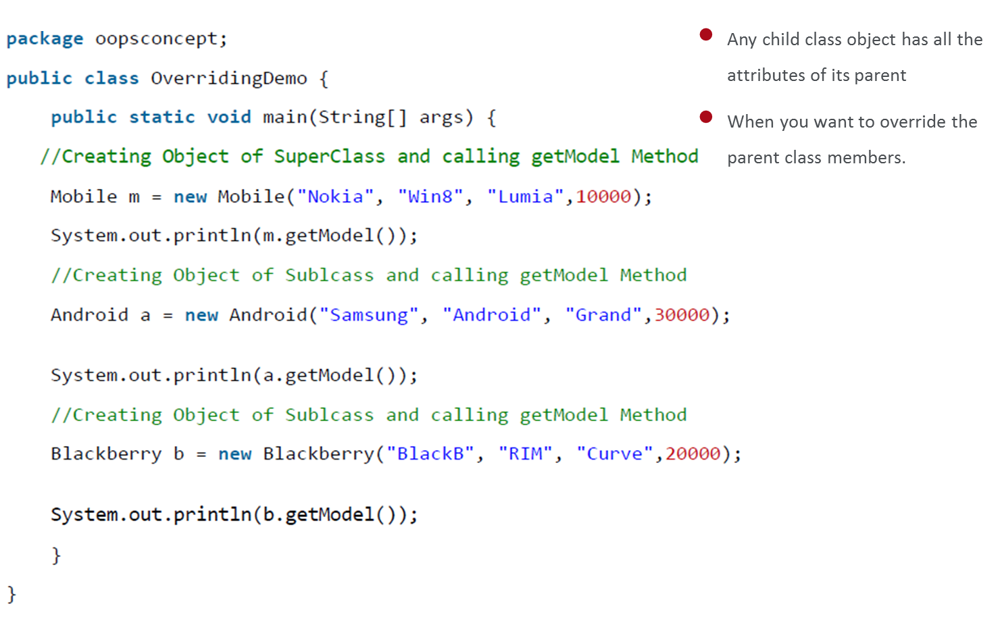 package oopsconcept;
public class OverridingDemo {
public static void main(String[] args) {
//Creating Object of SuperClass and calling getModel Method
Mobile m = new Mobile("Nokia", "Win8", "Lumia",10000);
System.out.println(m.getModel());
//Creating Object of Sublcass and calling getModel Method
Android a = new Android("Samsung", "Android", "Grand",30000);
System.out.println(a.getModel());
//Creating Object of Sublcass and calling getModel Method
Blackberry b = new Blackberry("BlackB", "RIM", "Curve",20000);
System.out.println(b.getModel());
}
}
● Any child class object has all the
attributes of its parent
● When you want to override the
parent class members.